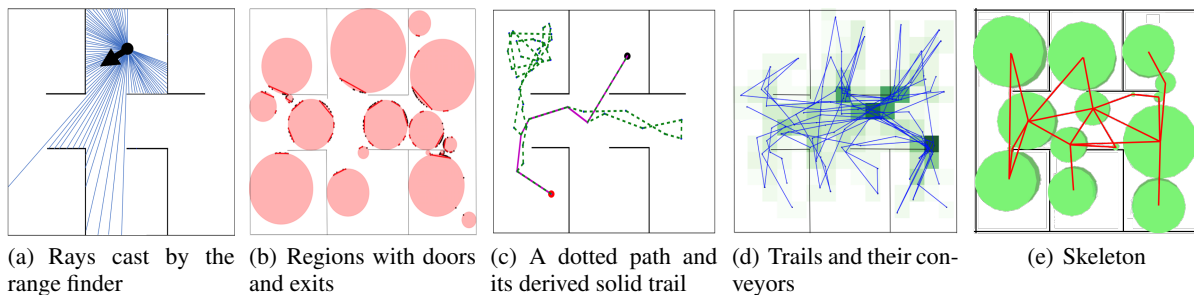 (a) Rays cast by the
range finder
(b) Regions with doors
and exits
(c) A dotted path and
its derived solid trail
(d) Trails and their con-
veyors
(e) Skeleton